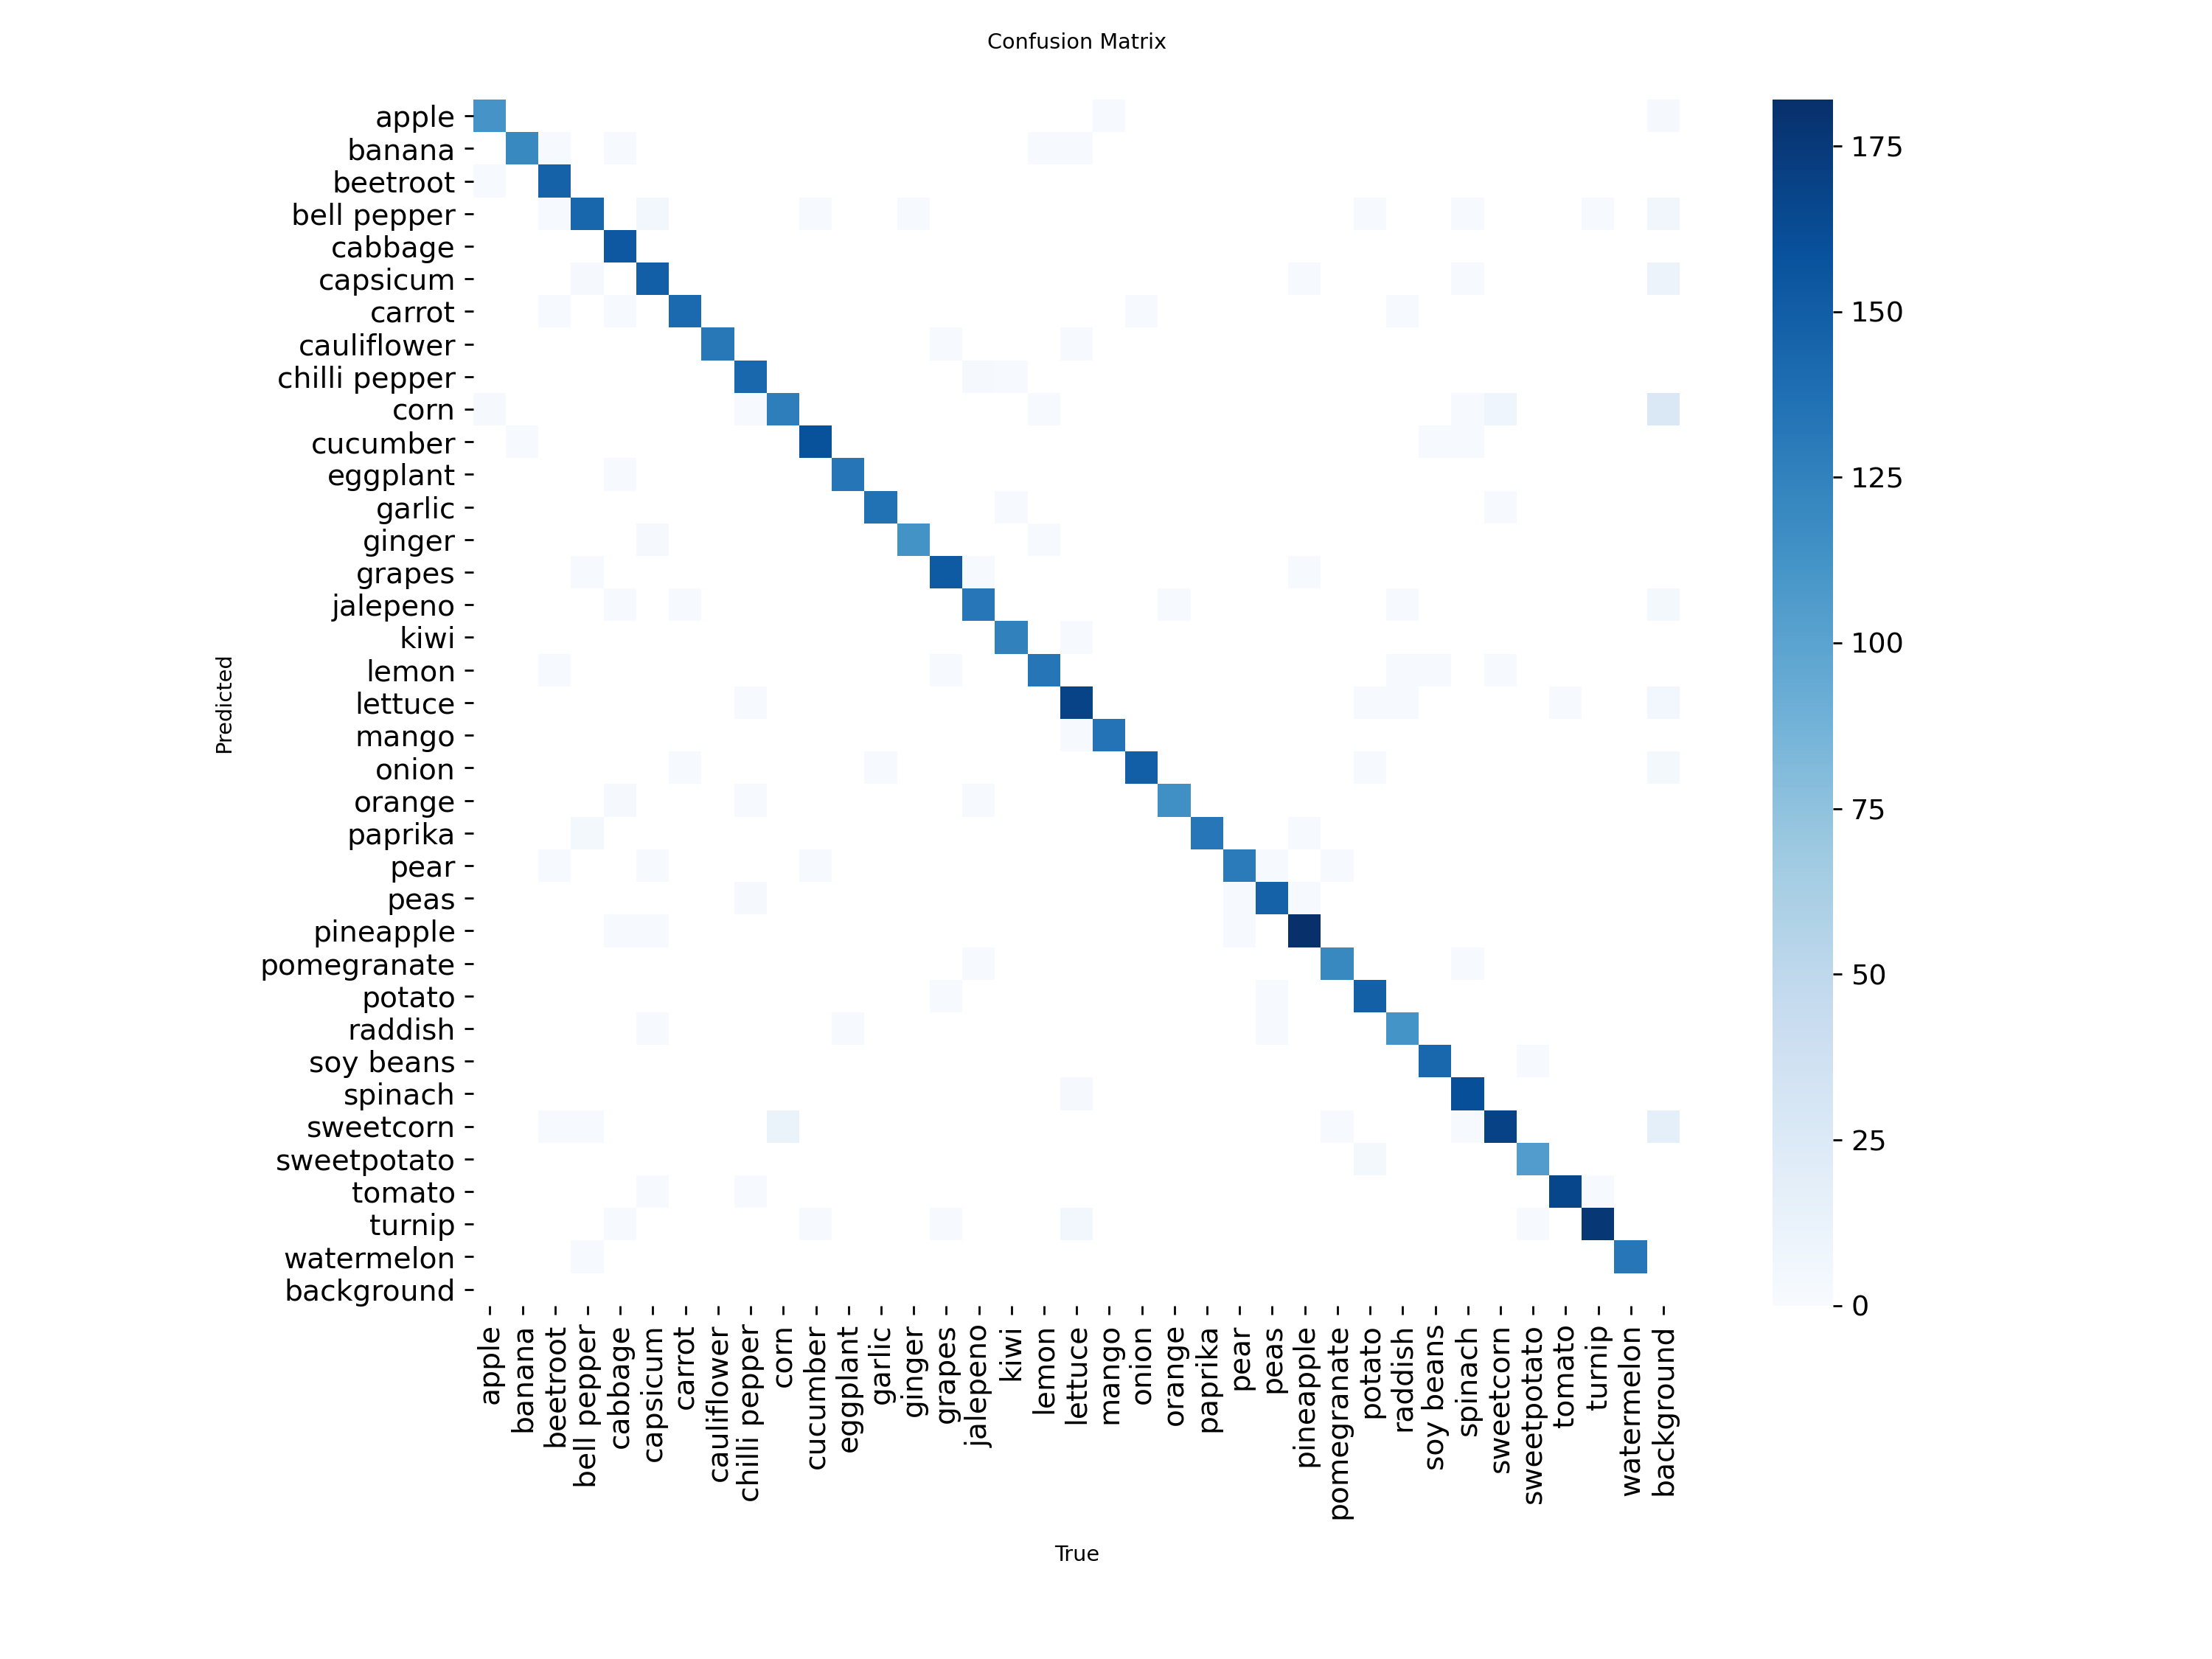 Confusion Matrix
apple
banana
beetroot
bell pepper
cabbage
capsicum
carrot
cauliflower
chilli pepper
corn
cucumber
eggplant
garlic
ginger
grapes
jalepeno
kiwi
lemon
lettuce
mango
onion
orange
paprika
pear
peas
pineapple
pomegranate
potato
raddish
soy beans
spinach
sweetcorn
sweetpotato
tomato
turnip
watermelon
background
Predicted
apple
banana
beetroot
bell pepper
cabbage
capsicum
carrot
cauliflower
chilli pepper
corn
cucumber
eggplant
garlic
ginger
grapes
jalepeno
kiwi
lemon
lettuce
mango
onion
orange
paprika
pear
peas
pineapple
pomegranate
potato
raddish
soy beans
spinach
sweetcorn
sweetpotato
tomato
turnip
watermelon
background
True
175
150
125
100
75
50
25
0